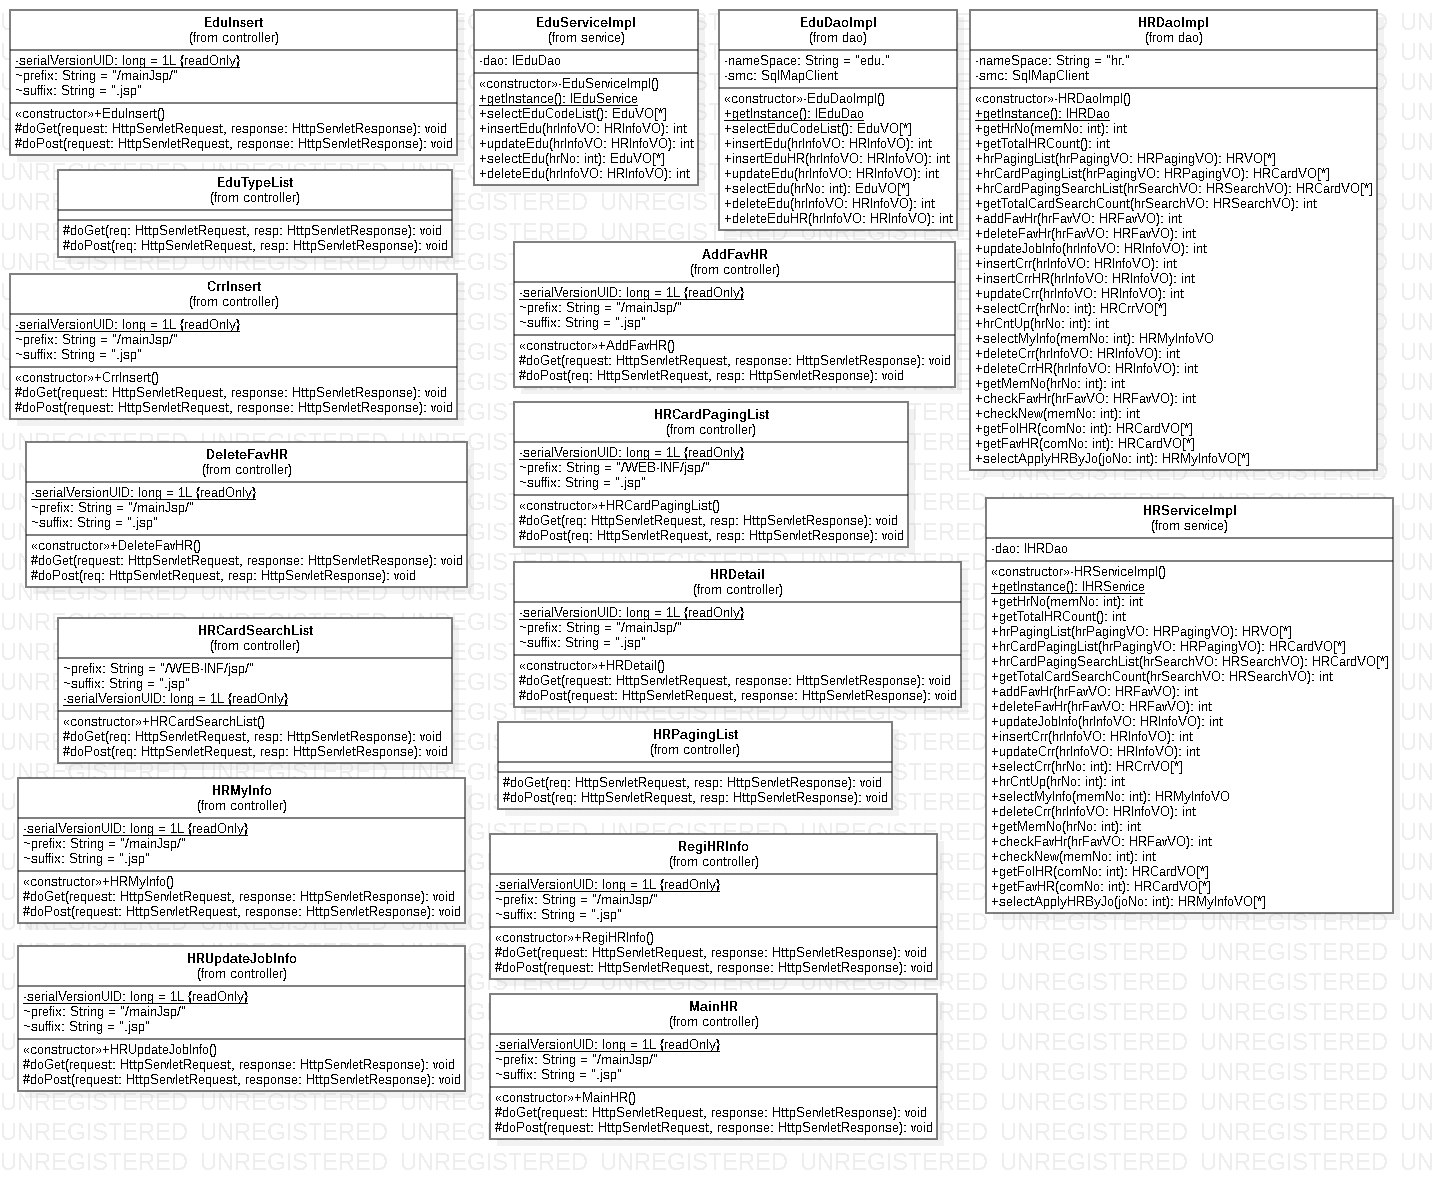 EduInsert
(from controller)
-serialVersionUID: long = 1L {readOnly}
~prefix: String = "/mainJsp/"
~suffix: String = ".jsp"
«constructor»+EduInsert()
#doGet(request: HttpServletRequest, response: HttpServletResponse): void
#doPost(request: HttpServletRequest, response: HttpServletResponse): void
EduServiceImpl
(from service)
-dao: IEduDao
«constructor»-EduServiceImpl()
+getInstance(): IEduService
+selectEduCodeList(): EduVO[*]
+insertEdu(hrInfoVO: HRInfoVO): int
+updateEdu(hrInfoVO: HRInfoVO): int
+selectEdu(hrNo: int): EduVO[*]
+deleteEdu(hrInfoVO: HRInfoVO): int
EduDaoImpl
(from dao)
-nameSpace: String = "edu."
-smc: SqlMapClient
«constructor»-EduDaoImpl()
+getInstance(): IEduDao
+selectEduCodeList(): EduVO[*]
+insertEdu(hrInfoVO: HRInfoVO): int
+insertEduHR(hrInfoVO: HRInfoVO): int
+updateEdu(hrInfoVO: HRInfoVO): int
+selectEdu(hrNo: int): EduVO[*]
+deleteEdu(hrInfoVO: HRInfoVO): int
+deleteEduHR(hrInfoVO: HRInfoVO): int
HRDaoImpl
(from dao)
-nameSpace: String = "hr."
-smc: SqlMapClient
«constructor»-HRDaoImpl()
+getInstance(): IHRDao
+getHrNo(memNo: int): int
+getTotalHRCount(): int
+hrPagingList(hrPagingVO: HRPagingVO): HRVO[*]
+hrCardPagingList(hrPagingVO: HRPagingVO): HRCardVO[*]
+hrCardPagingSearchList(hrSearchVO: HRSearchVO): HRCardVO[*]
+getTotalCardSearchCount(hrSearchVO: HRSearchVO): int
+addFavHr(hrFavVO: HRFavVO): int
+deleteFavHr(hrFavVO: HRFavVO): int
+updateJobInfo(hrInfoVO: HRInfoVO): int
+insertCrr(hrInfoVO: HRInfoVO): int
+insertCrrHR(hrInfoVO: HRInfoVO): int
+updateCrr(hrInfoVO: HRInfoVO): int
+selectCrr(hrNo: int): HRCrrVO[*]
+hrCntUp(hrNo: int): int
+selectMyInfo(memNo: int): HRMyInfoVO
+deleteCrr(hrInfoVO: HRInfoVO): int
+deleteCrrHR(hrInfoVO: HRInfoVO): int
+getMemNo(hrNo: int): int
+checkFavHr(hrFavVO: HRFavVO): int
+checkNew(memNo: int): int
+getFolHR(comNo: int): HRCardVO[*]
+getFavHR(comNo: int): HRCardVO[*]
+selectApplyHRByJo(joNo: int): HRMyInfoVO[*]
EduTypeList
(from controller)
#doGet(req: HttpServletRequest, resp: HttpServletResponse): void
#doPost(req: HttpServletRequest, resp: HttpServletResponse): void
CrrInsert
(from controller)
-serialVersionUID: long = 1L {readOnly}
~prefix: String = "/mainJsp/"
~suffix: String = ".jsp"
«constructor»+CrrInsert()
#doGet(request: HttpServletRequest, response: HttpServletResponse): void
#doPost(request: HttpServletRequest, response: HttpServletResponse): void
AddFavHR
(from controller)
-serialVersionUID: long = 1L {readOnly}
~prefix: String = "/mainJsp/"
~suffix: String = ".jsp"
«constructor»+AddFavHR()
#doGet(request: HttpServletRequest, response: HttpServletResponse): void
#doPost(req: HttpServletRequest, resp: HttpServletResponse): void
DeleteFavHR
(from controller)
-serialVersionUID: long = 1L {readOnly}
~prefix: String = "/mainJsp/"
~suffix: String = ".jsp"
«constructor»+DeleteFavHR()
#doGet(request: HttpServletRequest, response: HttpServletResponse): void
#doPost(req: HttpServletRequest, resp: HttpServletResponse): void
HRCardPagingList
(from controller)
-serialVersionUID: long = 1L {readOnly}
~prefix: String = "/WEB-INF/jsp/"
~suffix: String = ".jsp"
«constructor»+HRCardPagingList()
#doGet(req: HttpServletRequest, resp: HttpServletResponse): void
#doPost(req: HttpServletRequest, resp: HttpServletResponse): void
HRServiceImpl
(from service)
-dao: IHRDao
«constructor»-HRServiceImpl()
+getInstance(): IHRService
+getHrNo(memNo: int): int
+getTotalHRCount(): int
+hrPagingList(hrPagingVO: HRPagingVO): HRVO[*]
+hrCardPagingList(hrPagingVO: HRPagingVO): HRCardVO[*]
+hrCardPagingSearchList(hrSearchVO: HRSearchVO): HRCardVO[*]
+getTotalCardSearchCount(hrSearchVO: HRSearchVO): int
+addFavHr(hrFavVO: HRFavVO): int
+deleteFavHr(hrFavVO: HRFavVO): int
+updateJobInfo(hrInfoVO: HRInfoVO): int
+insertCrr(hrInfoVO: HRInfoVO): int
+updateCrr(hrInfoVO: HRInfoVO): int
+selectCrr(hrNo: int): HRCrrVO[*]
+hrCntUp(hrNo: int): int
+selectMyInfo(memNo: int): HRMyInfoVO
+deleteCrr(hrInfoVO: HRInfoVO): int
+getMemNo(hrNo: int): int
+checkFavHr(hrFavVO: HRFavVO): int
+checkNew(memNo: int): int
+getFolHR(comNo: int): HRCardVO[*]
+getFavHR(comNo: int): HRCardVO[*]
+selectApplyHRByJo(joNo: int): HRMyInfoVO[*]
HRDetail
(from controller)
-serialVersionUID: long = 1L {readOnly}
~prefix: String = "/mainJsp/"
~suffix: String = ".jsp"
«constructor»+HRDetail()
#doGet(request: HttpServletRequest, response: HttpServletResponse): void
#doPost(request: HttpServletRequest, response: HttpServletResponse): void
HRCardSearchList
(from controller)
~prefix: String = "/WEB-INF/jsp/"
~suffix: String = ".jsp"
-serialVersionUID: long = 1L {readOnly}
«constructor»+HRCardSearchList()
#doGet(req: HttpServletRequest, resp: HttpServletResponse): void
#doPost(req: HttpServletRequest, resp: HttpServletResponse): void
HRPagingList
(from controller)
#doGet(req: HttpServletRequest, resp: HttpServletResponse): void
#doPost(req: HttpServletRequest, resp: HttpServletResponse): void
HRMyInfo
(from controller)
-serialVersionUID: long = 1L {readOnly}
~prefix: String = "/mainJsp/"
~suffix: String = ".jsp"
«constructor»+HRMyInfo()
#doGet(request: HttpServletRequest, response: HttpServletResponse): void
#doPost(request: HttpServletRequest, response: HttpServletResponse): void
RegiHRInfo
(from controller)
-serialVersionUID: long = 1L {readOnly}
~prefix: String = "/mainJsp/"
~suffix: String = ".jsp"
«constructor»+RegiHRInfo()
#doGet(request: HttpServletRequest, response: HttpServletResponse): void
#doPost(request: HttpServletRequest, response: HttpServletResponse): void
HRUpdateJobInfo
(from controller)
-serialVersionUID: long = 1L {readOnly}
~prefix: String = "/mainJsp/"
~suffix: String = ".jsp"
«constructor»+HRUpdateJobInfo()
#doGet(request: HttpServletRequest, response: HttpServletResponse): void
#doPost(request: HttpServletRequest, response: HttpServletResponse): void
MainHR
(from controller)
-serialVersionUID: long = 1L {readOnly}
~prefix: String = "/mainJsp/"
~suffix: String = ".jsp"
«constructor»+MainHR()
#doGet(request: HttpServletRequest, response: HttpServletResponse): void
#doPost(request: HttpServletRequest, response: HttpServletResponse): void
UNREGISTERED UNREGISTERED UNREGISTERED UNREGISTERED UNREGISTERED UNREGISTERED UNREGISTERED UN